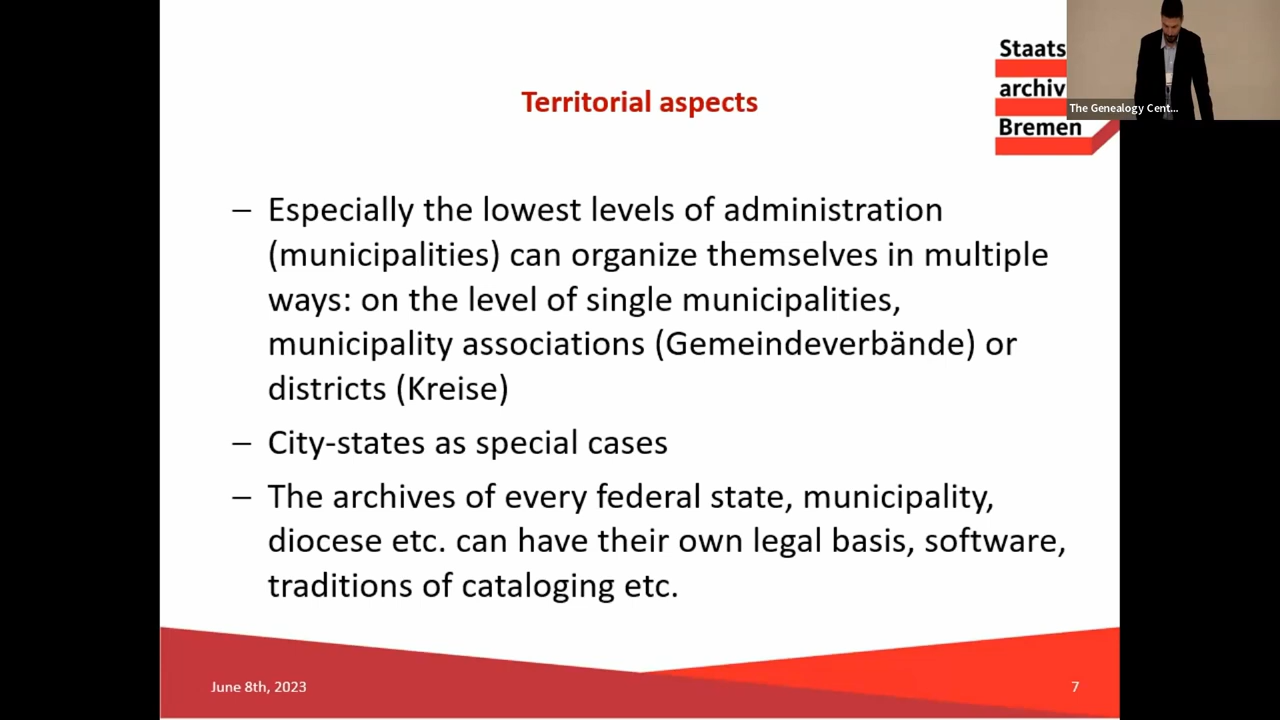 Territorial aspects
Staats
archiv
Bremen
The Genealogy Cent...
– Especially the lowest levels of administration
(municipalities) can organize themselves in multiple
ways: on the level of single municipalities,
municipality associations (Gemeindeverbände) or
districts (Kreise)
– City-states as special cases
– The archives of every federal state, municipality,
diocese etc. can have their own legal basis, software,
traditions of cataloging etc.
June 8th, 2023
7